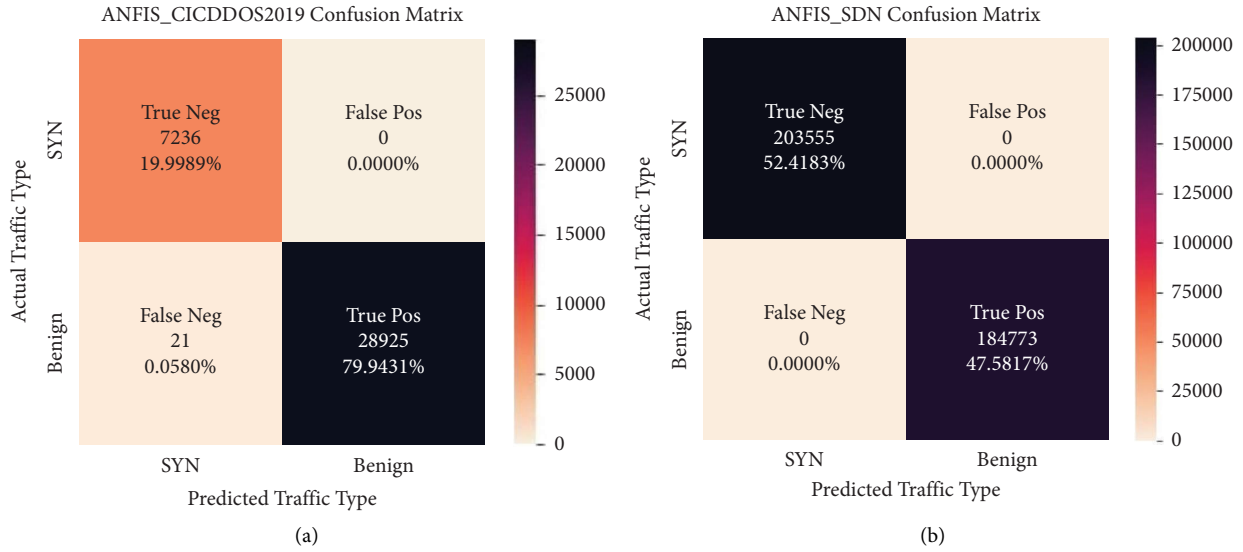 ANFIS_CICDDOS2019 Confusion Matrix
Actual Traffic Type
SYN
Benign
True Neg
7236
19.9989%
False Pos
0
0.0000%
False Neg
21
0.0580%
True Pos
28925
79.9431%
SYN
Benign
Predicted Traffic Type
25000
20000
15000
10000
5000
0
(a)
ANFIS_SDN Confusion Matrix
Actual Traffic Type
SYN
Benign
True Neg
203555
52.4183%
False Pos
0
0.0000%
False Neg
0
0.0000%
True Pos
184773
47.5817%
SYN
Benign
Predicted Traffic Type
200000
175000
150000
125000
100000
75000
50000
25000
0
(b)